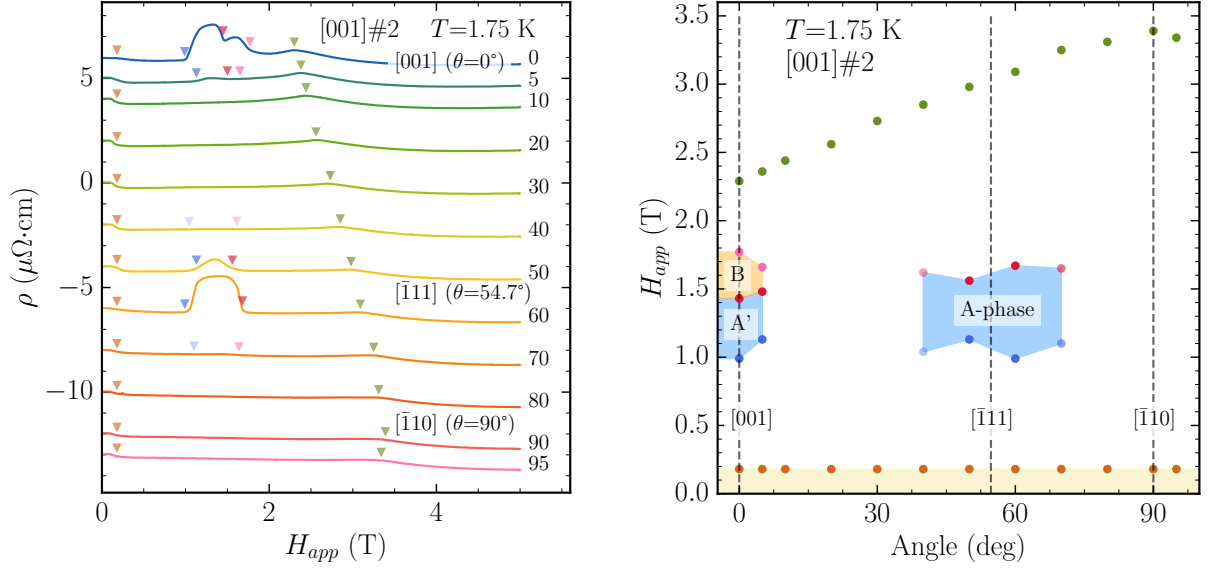 [001]#2 T=1.75 K
[001] (θ=0°)
0
5
10
20
30
40
50
[1̄11] (θ=54.7°)
60
70
80
[1̄10] (θ=90°)
90
95
5
0
−5
−10
ρ (μΩ·cm)
0 2 4
H_app (T)
T=1.75 K
[001]#2
3.5
3.0
2.5
2.0
1.5
1.0
0.5
0.0
H_app (T)
B
A'
A-phase
[001] [1̄11] [1̄10]
0 30 60 90
Angle (deg)